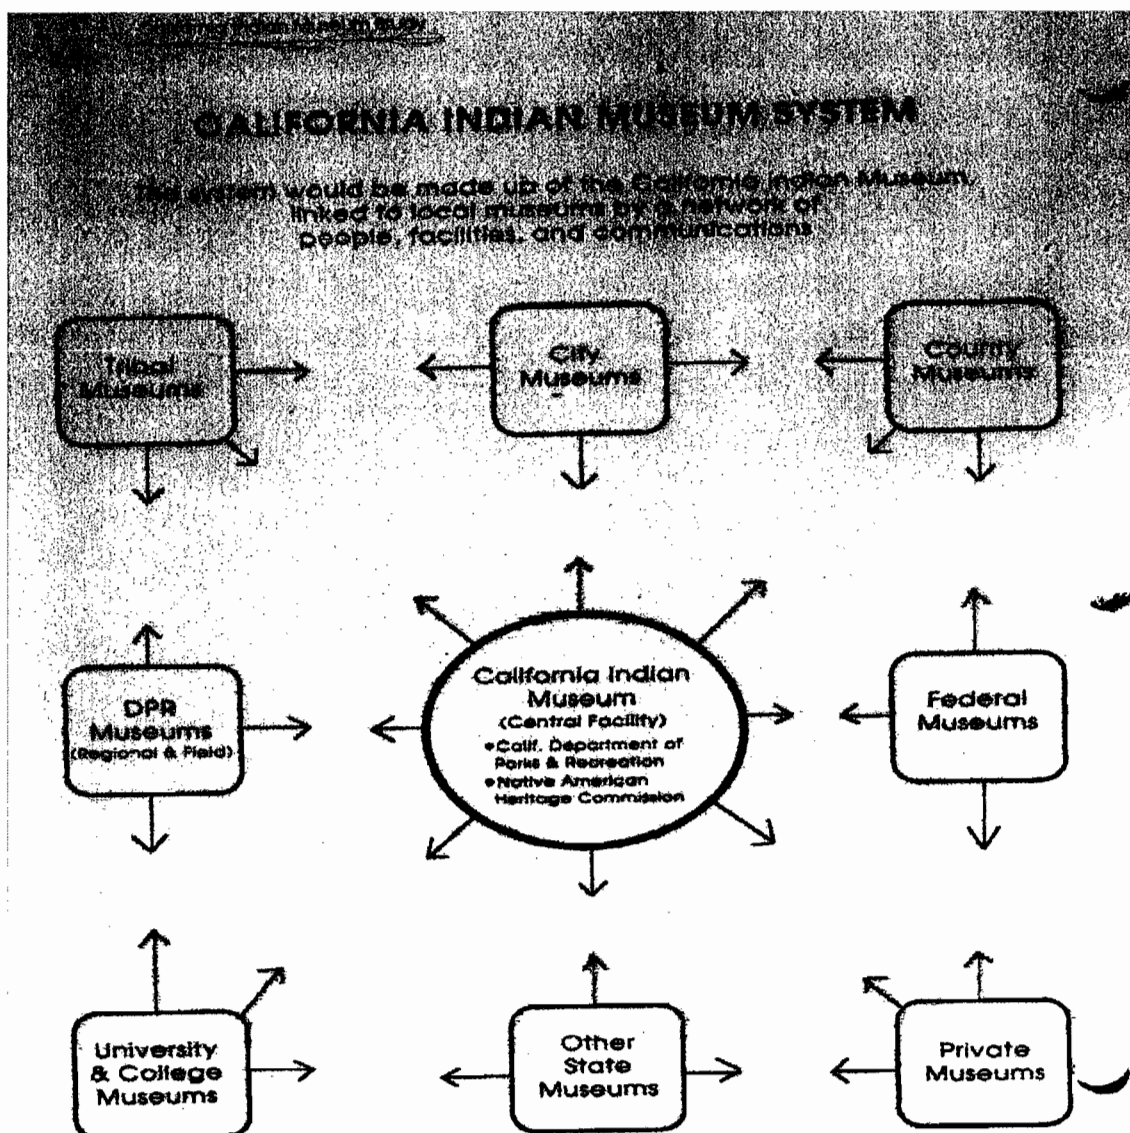 CALIFORNIA INDIAN MUSEUM SYSTEM
The system would be made up of the California Indian Museum,
linked to local museums by a network of
people, facilities, and communications
Tribal
Museums
City
Museums
County
Museums
DPR
Museums
(Regional & Field)
California Indian
Museum
(Central Facility)
•Calif. Department of
Parks & Recreation
•Native American
Heritage Commission
Federal
Museums
University
& College
Museums
Other
State
Museums
Private
Museums